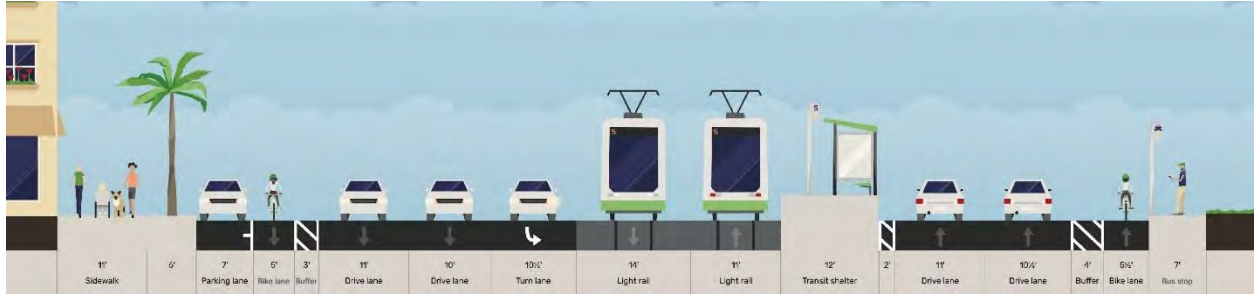 S
S
S
11'
6'
7'
5'
3'
11'
10'
10½'
14'
11'
12'
2'
11'
10½'
4'
5½'
7'
Sidewalk
Parking lane
Bike lane
Buffer
Drive lane
Drive lane
Turn lane
Light rail
Light rail
Transit shelter
Drive lane
Drive lane
Buffer
Bike lane
Bus stop